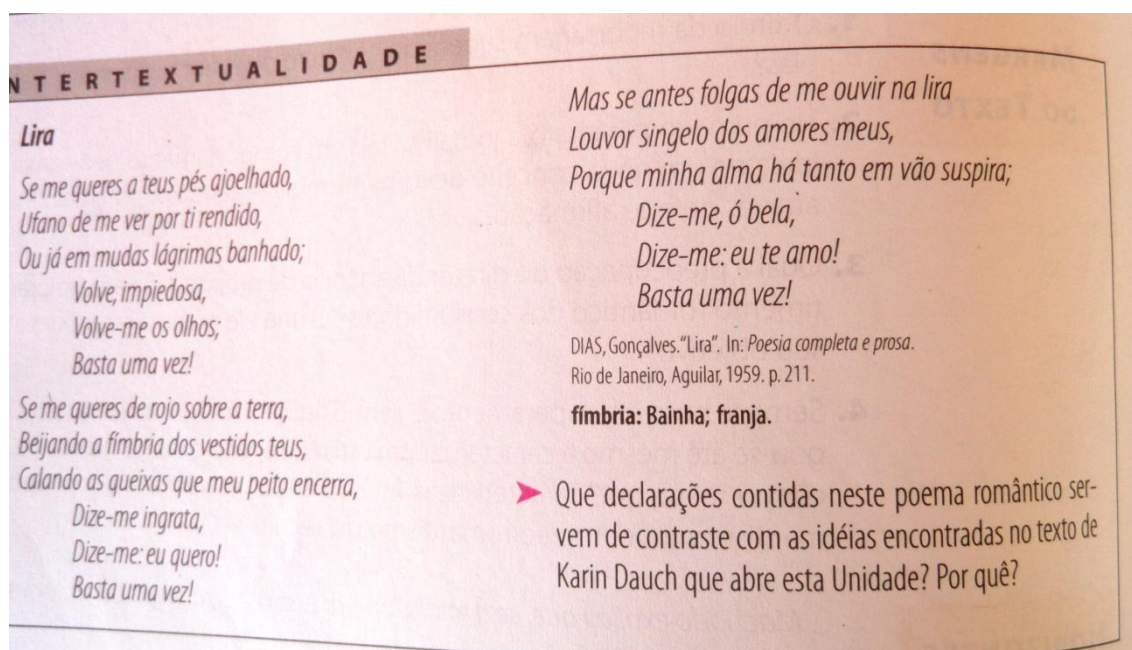 NTERTEXTUALIDADE
Lira
Se me queres a teus pés ajoelhado,
Ufano de me ver por ti rendido,
Ou já em mudas lágrimas banhado;
Volve, impiedosa,
Volve-me os olhos;
Basta uma vez!
Se me queres de rojo sobre a terra,
Beijando a fímbria dos vestidos teus,
Calando as queixas que meu peito encerra,
Dize-me ingrata,
Dize-me: eu quero!
Basta uma vez!
Mas se antes folgas de me ouvir na lira
Louvor singelo dos amores meus,
Porque minha alma há tanto em vão suspira;
Dize-me, ó bela,
Dize-me: eu te amo!
Basta uma vez!
DIAS, Gonçalves. "Lira". In: Poesia completa e prosa.
Rio de Janeiro, Aguilar, 1959. p. 211.
fímbria: Bainha; franja.
Que declarações contidas neste poema romântico ser-
vem de contraste com as idéias encontradas no texto de
Karin Dauch que abre esta Unidade? Por quê?